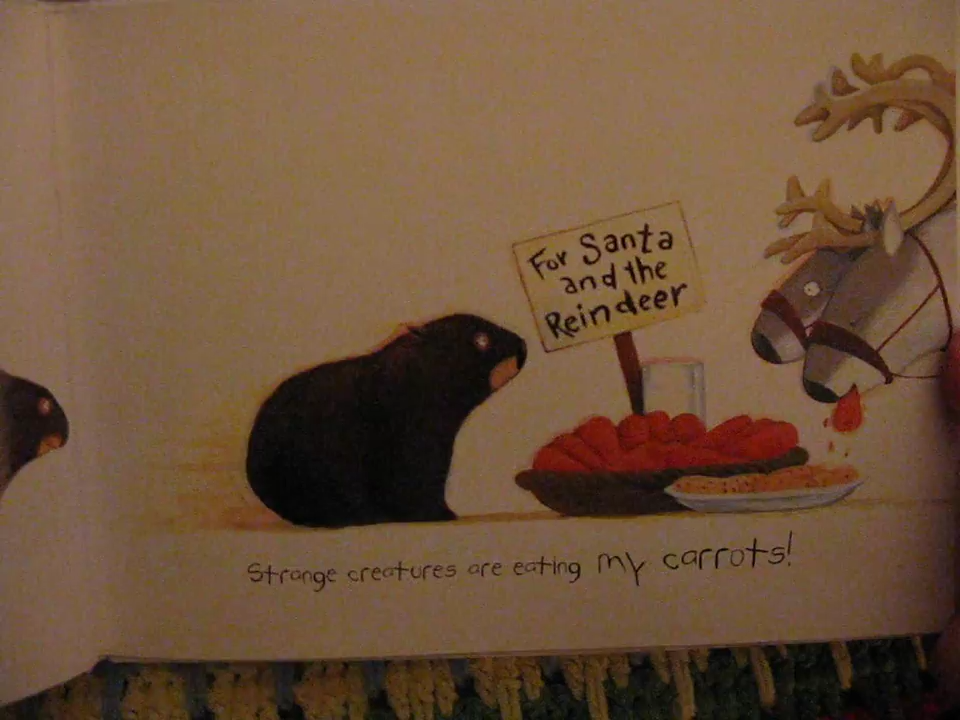 For Santa
and the
Reindeer
Strange creatures are eating my carrots!